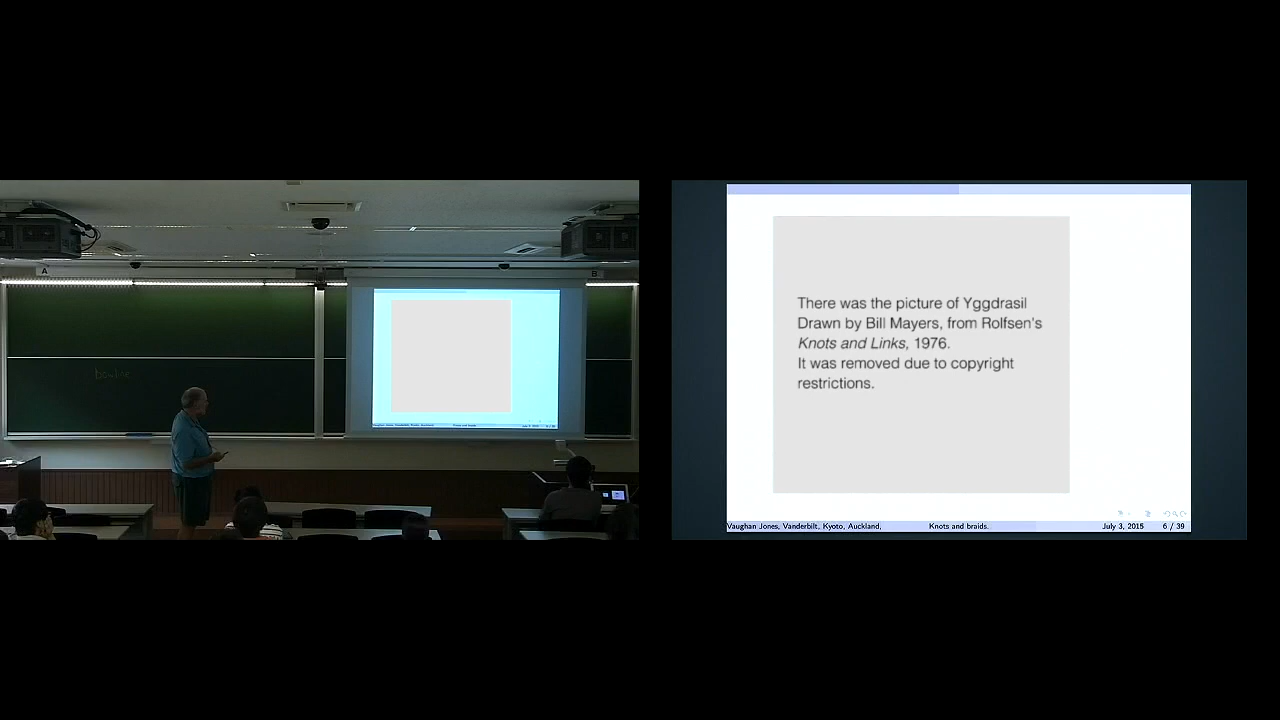 A
B
bowline
There was the picture of Yggdrasil
Drawn by Bill Mayers, from Rolfsen's
Knots and Links, 1976.
It was removed due to copyright
restrictions.
Vaughan Jones, Vanderbilt, Kyoto, Auckland, Knots and braids. July 3, 2015 6 / 39